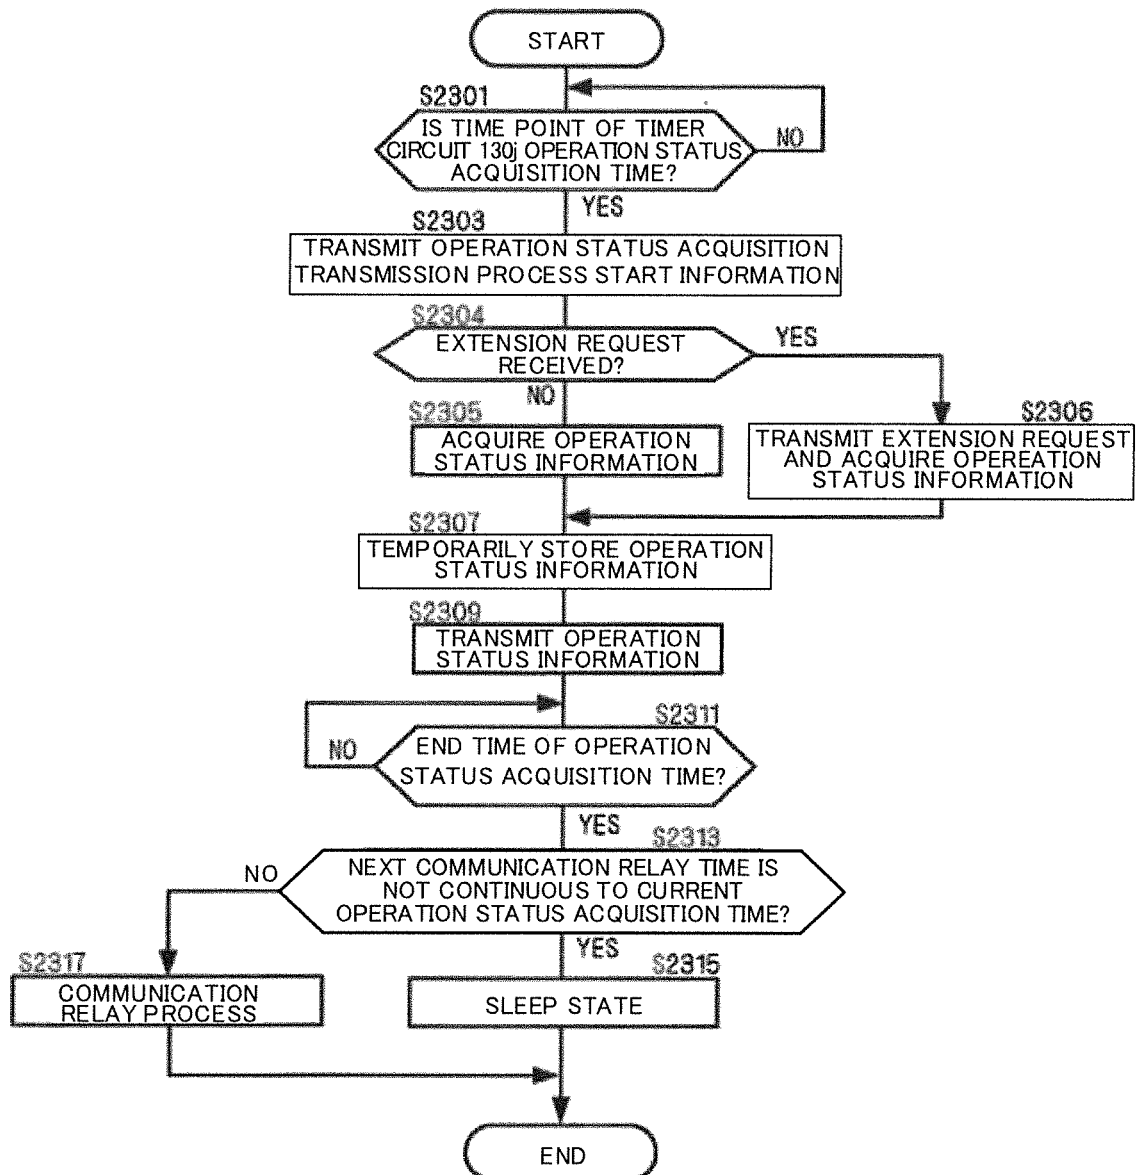 START
S2301
IS TIME POINT OF TIMER
CIRCUIT 130j OPERATION STATUS
ACQUISITION TIME?
NO
YES
S2303
TRANSMIT OPERATION STATUS ACQUISITION
TRANSMISSION PROCESS START INFORMATION
S2304
EXTENSION REQUEST
RECEIVED?
YES
NO
S2305
ACQUIRE OPERATION
STATUS INFORMATION
S2306
TRANSMIT EXTENSION REQUEST
AND ACQUIRE OPEREATION
STATUS INFORMATION
S2307
TEMPORARILY STORE OPERATION
STATUS INFORMATION
S2309
TRANSMIT OPERATION
STATUS INFORMATION
S2311
END TIME OF OPERATION
STATUS ACQUISITION TIME?
NO
YES
S2313
NEXT COMMUNICATION RELAY TIME IS
NOT CONTINUOUS TO CURRENT
OPERATION STATUS ACQUISITION TIME?
NO
YES
S2317
COMMUNICATION
RELAY PROCESS
S2315
SLEEP STATE
END